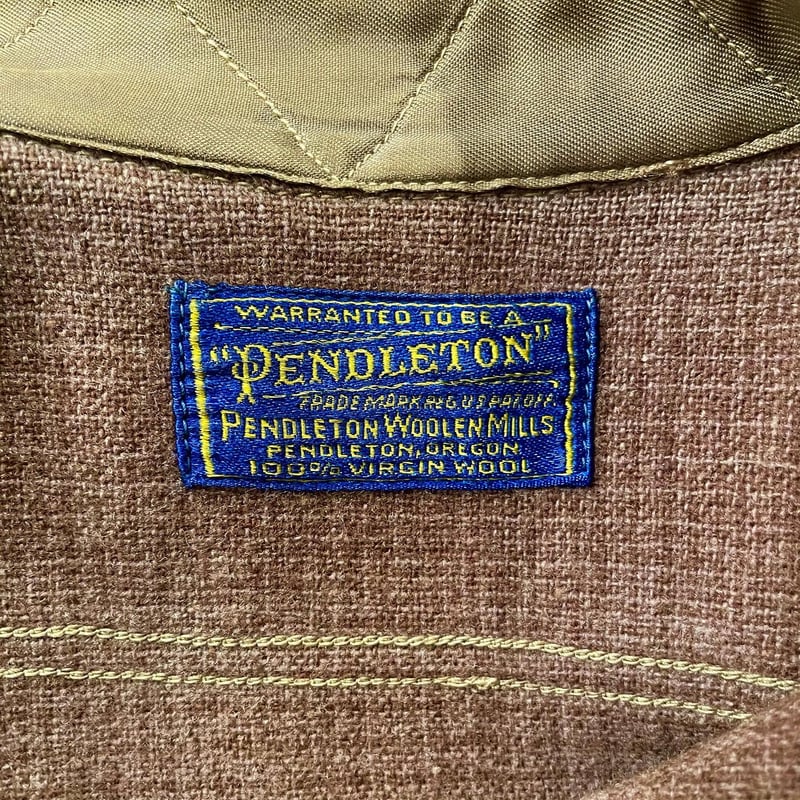 WARRANTED TO BE A
"PENDLETON"
TRADE MARK REG. U.S. PAT. OFF.
PENDLETON WOOLEN MILLS
PENDLETON, OREGON
100% VIRGIN WOOL